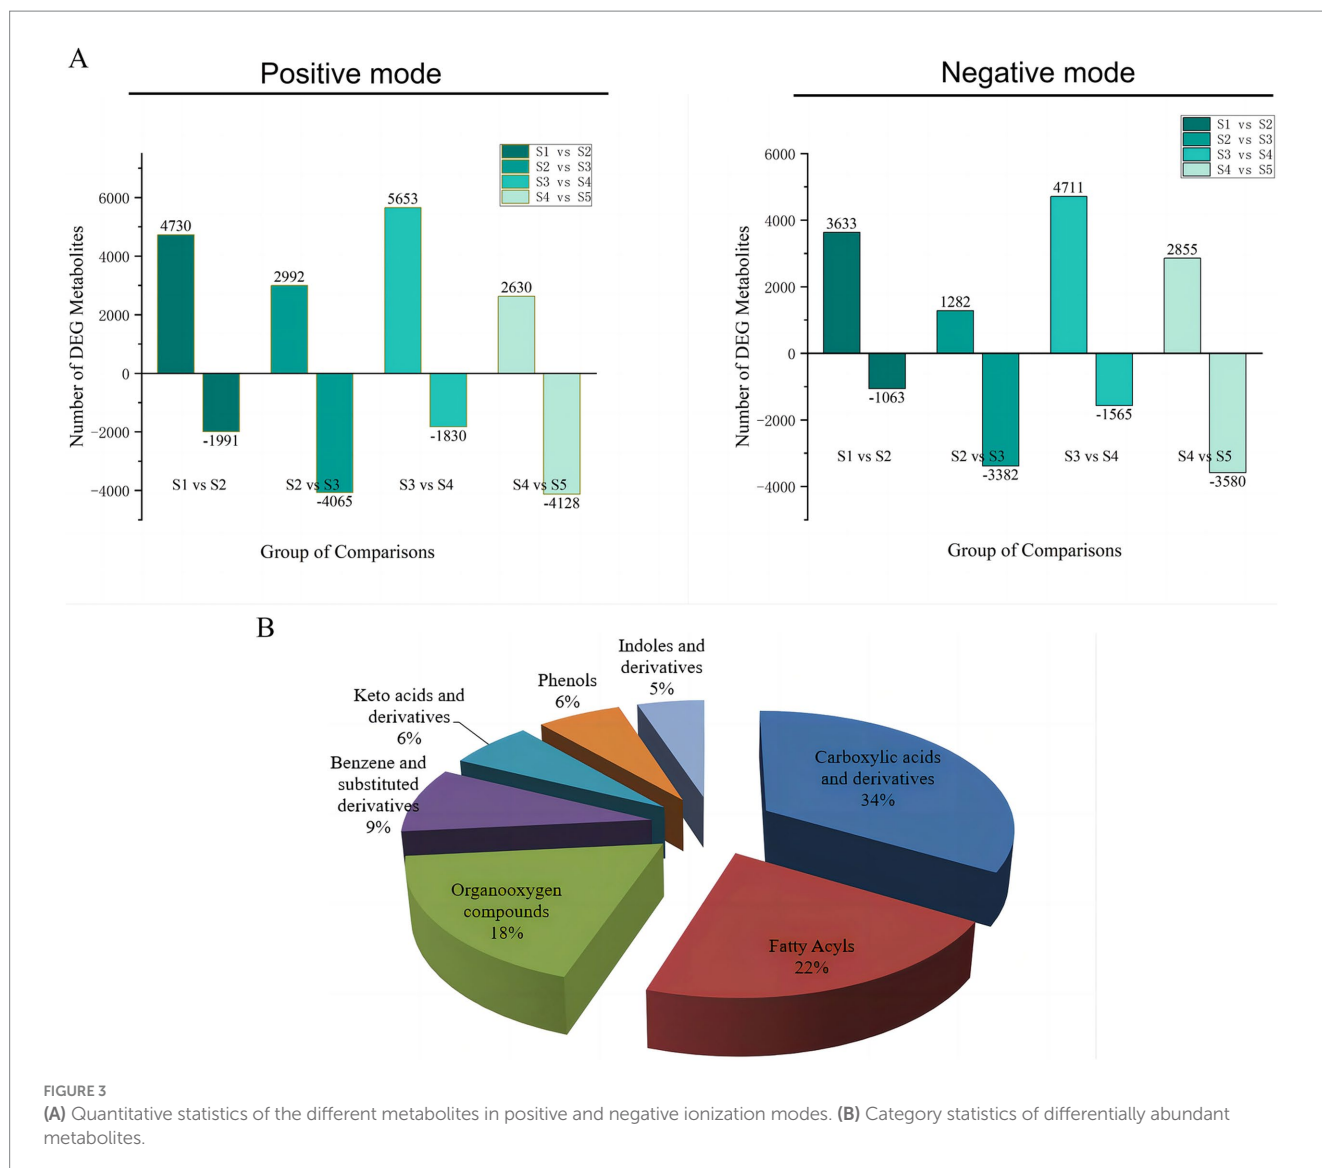 A
Positive mode
Negative mode
S1 vs S2
S2 vs S3
S3 vs S4
S4 vs S5
Number of DEG Metabolites
6000
4000
2000
0
−2000
−4000
4730
-1991
2992
-4065
5653
-1830
2630
-4128
S1 vs S2
S2 vs S3
S3 vs S4
S4 vs S5
Group of Comparisons
S1 vs S2
S2 vs S3
S3 vs S4
S4 vs S5
Number of DEG Metabolites
6000
4000
2000
0
−2000
−4000
3633
-1063
1282
-3382
4711
-1565
2855
-3580
S1 vs S2
S2 vs S3
S3 vs S4
S4 vs S5
Group of Comparisons
B
Indoles and
derivatives
5%
Phenols
6%
Keto acids and
derivatives
6%
Benzene and
substituted
derivatives
9%
Organooxygen
compounds
18%
Carboxylic acids
and derivatives
34%
Fatty Acyls
22%
FIGURE 3
(A) Quantitative statistics of the different metabolites in positive and negative ionization modes. (B) Category statistics of differentially abundant
metabolites.